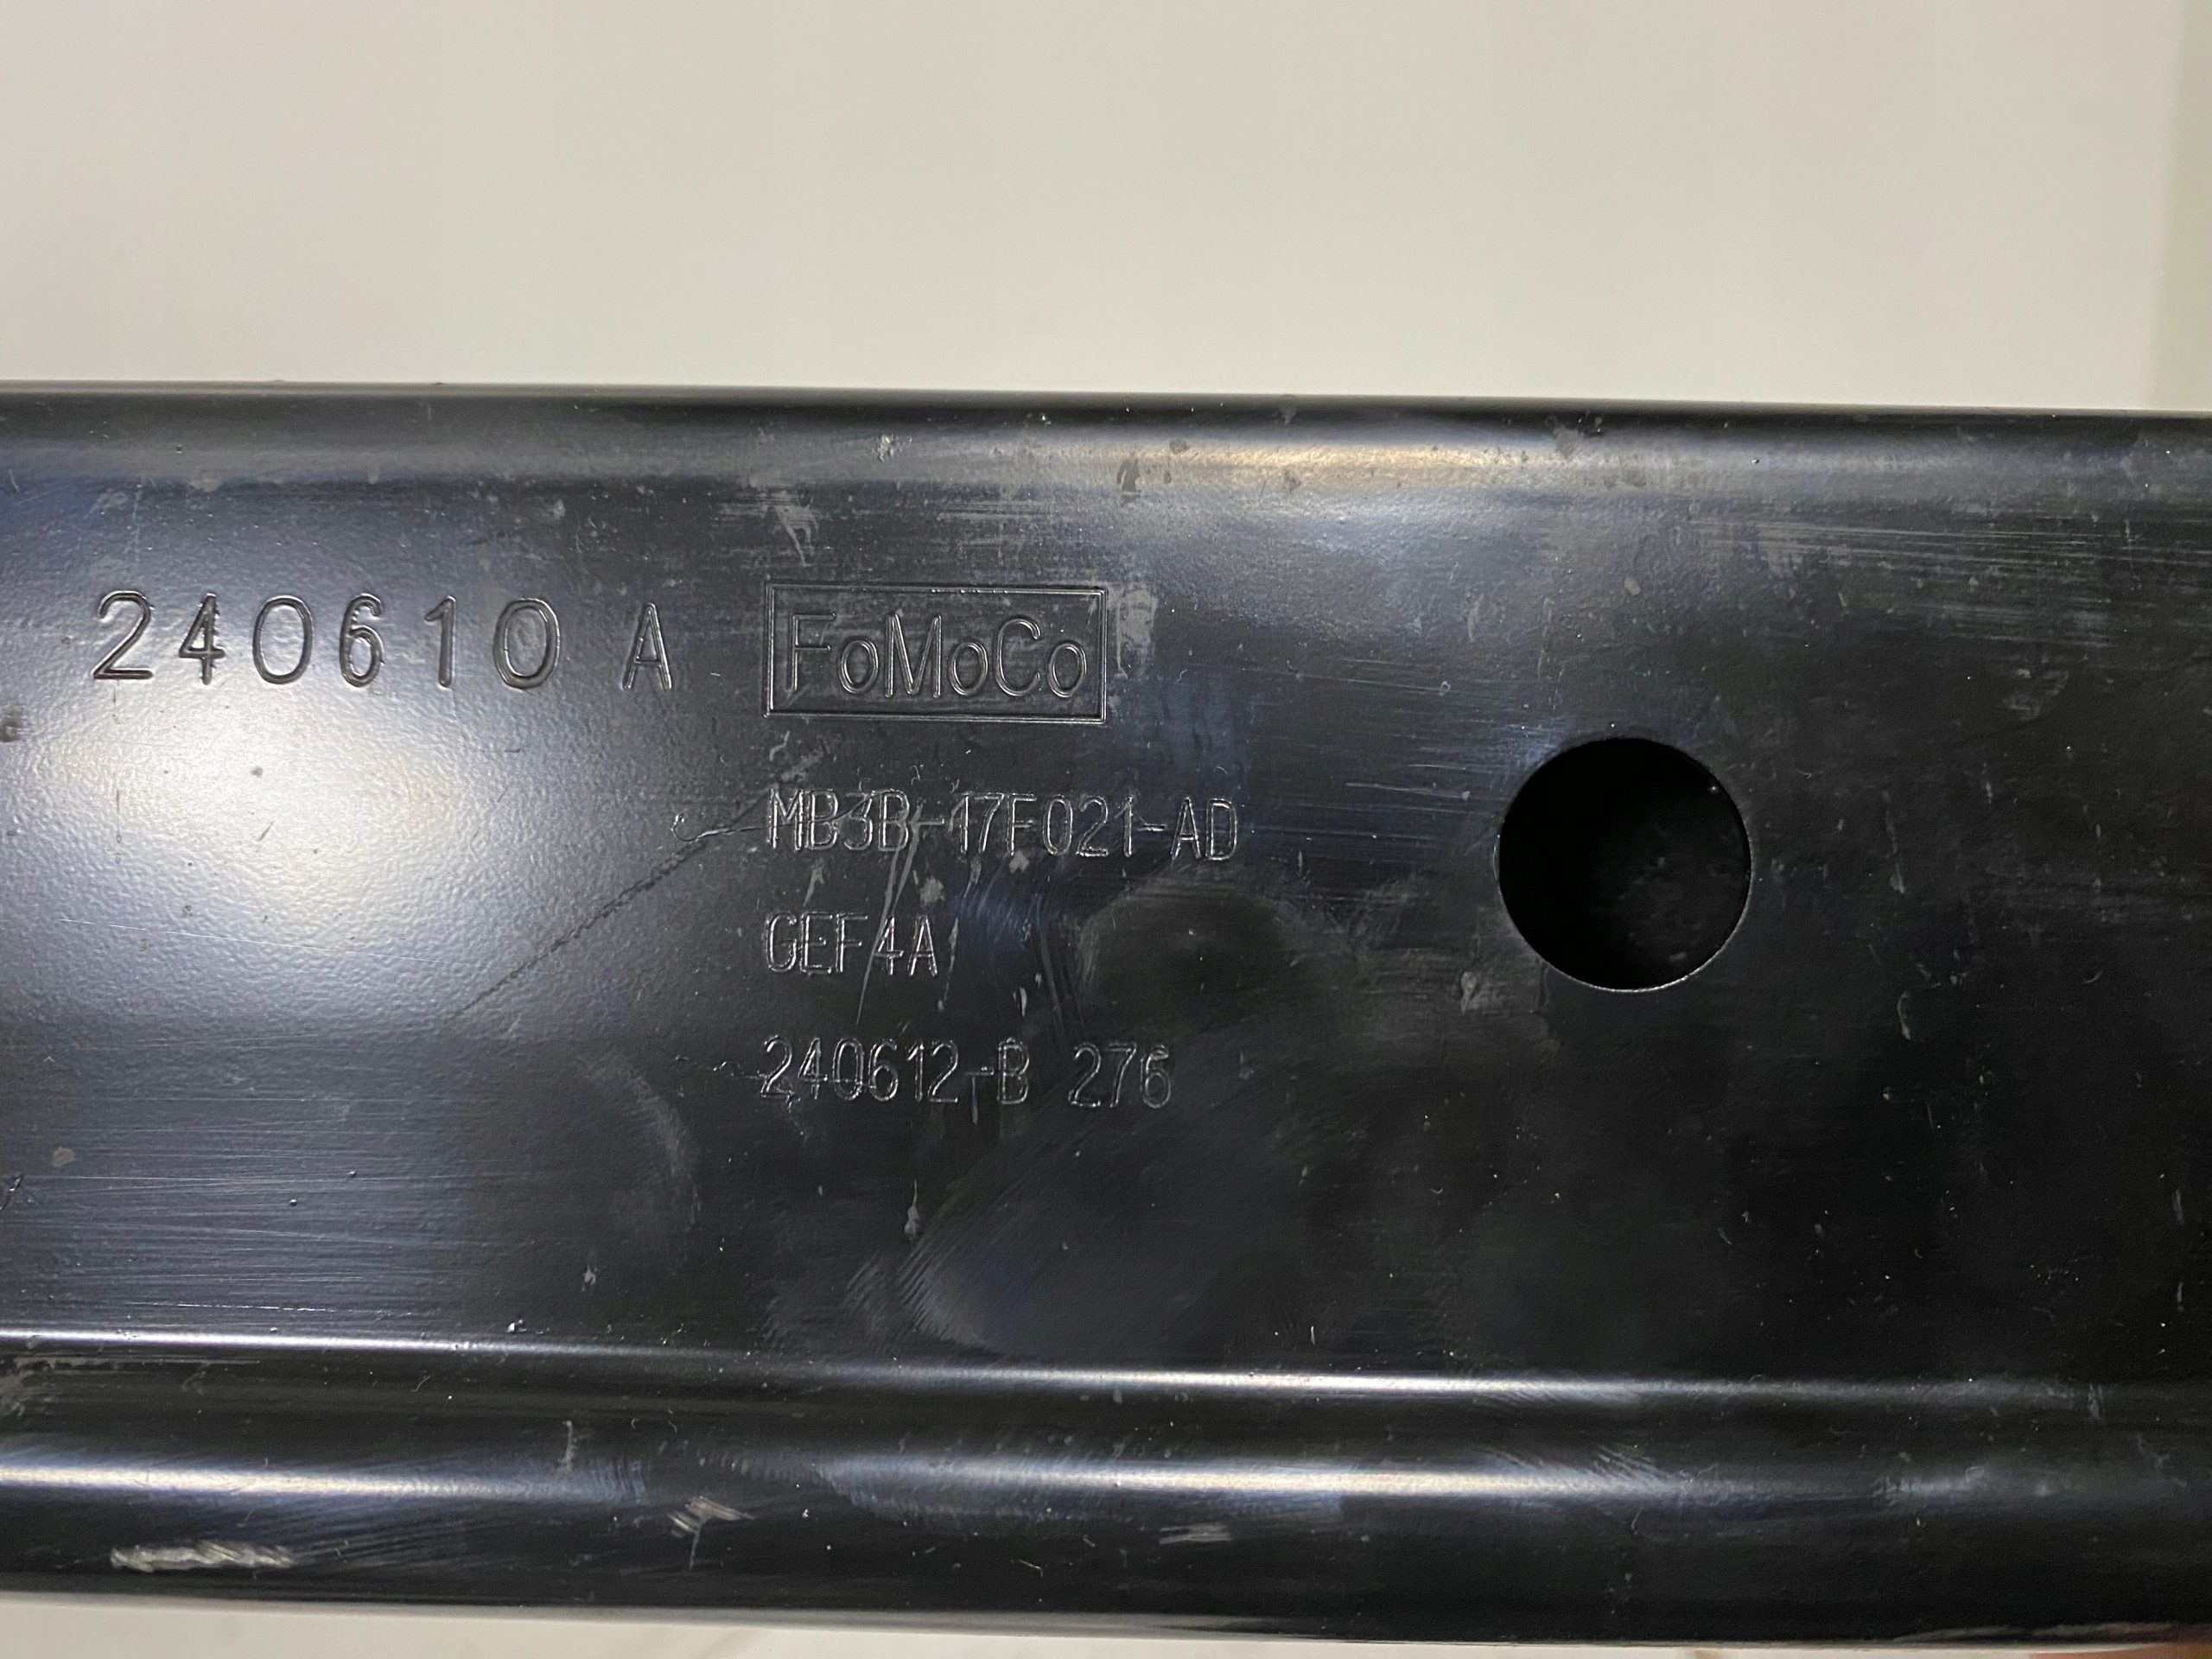 240610 A FoMoCo
MB3B-17F021-AD
GEF4A
240612-B 276